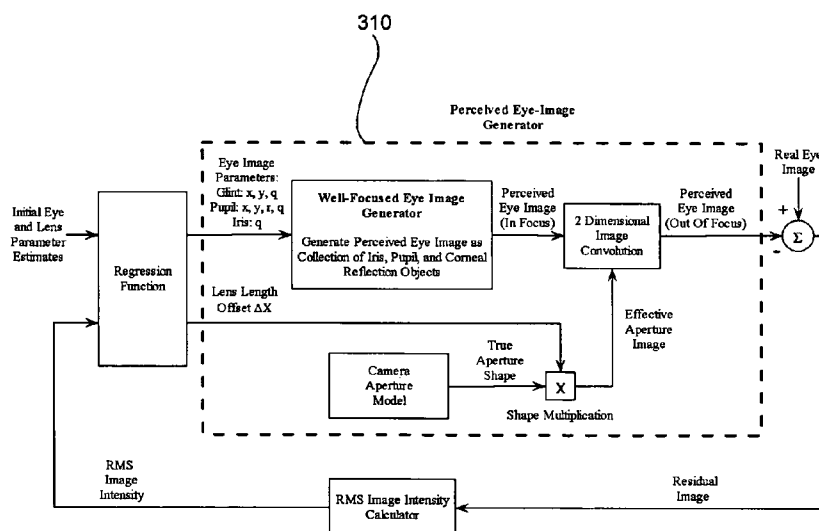 310
Perceived Eye-Image
Generator
Real Eye
Image
Initial Eye
and Lens
Parameter
Estimates
Regression
Function
Eye Image
Parameters:
Glint: x, y, q
Pupil: x, y, r, q
Iris: q
Well-Focused Eye Image
Generator
Generate Perceived Eye Image as
Collection of Iris, Pupil, and Corneal
Reflection Objects
Perceived
Eye Image
(In Focus)
2
Dimensional
Image
Convolution
Perceived
Eye Image
(Out Of Focus)
+
Σ
-
Lens Length
Offset ΔX
Effective
Aperture
Image
Camera
Aperture
Model
True
Aperture
Shape
X
Shape Multiplication
RMS
Image
Intensity
RMS Image Intensity
Calculator
Residual
Image